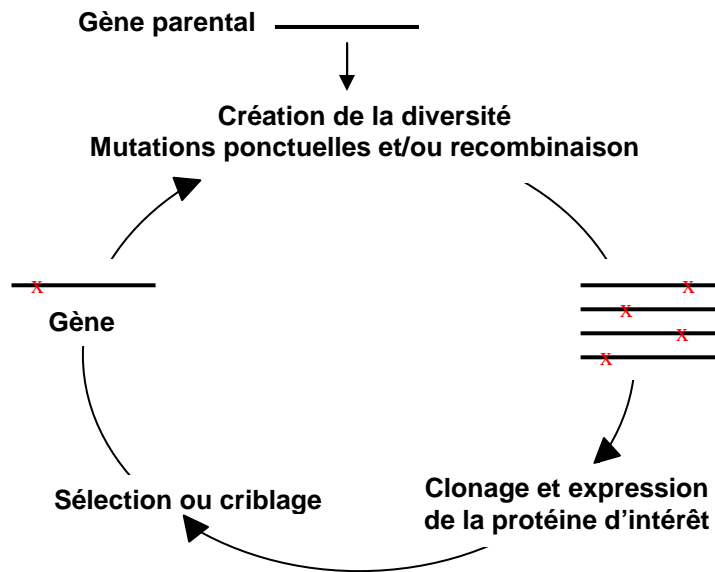 Gène parental
Création de la diversité
Mutations ponctuelles et/ou recombinaison
x
x
Gène
x
x
x
Sélection ou criblage
Clonage et expression
de la protéine d'intérêt